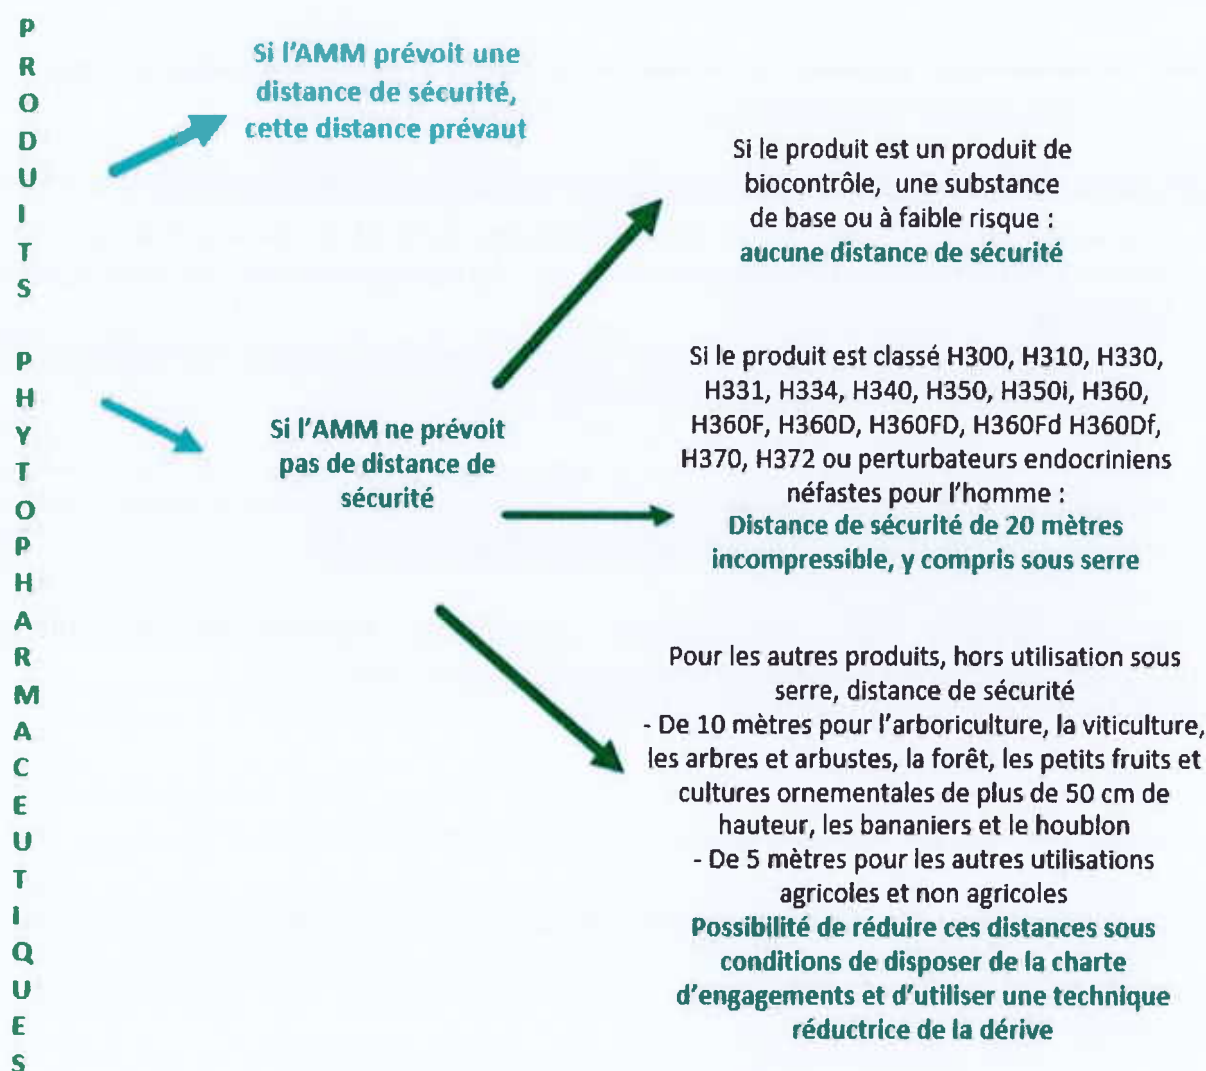 PRODUITS PHYTOPHARMACEUTIQUES
Si l'AMM prévoit une
distance de sécurité,
cette distance prévaut
Si l'AMM ne prévoit
pas de distance de
sécurité
Si le produit est un produit de
biocontrôle, une substance
de base ou à faible risque :
aucune distance de sécurité
Si le produit est classé H300, H310, H330,
H331, H334, H340, H350, H350i, H360,
H360F, H360D, H360FD, H360Fd H360Df,
H370, H372 ou perturbateurs endocriniens
néfastes pour l'homme :
Distance de sécurité de 20 mètres
incompressible, y compris sous serre
Pour les autres produits, hors utilisation sous
serre, distance de sécurité
- De 10 mètres pour l'arboriculture, la viticulture,
les arbres et arbustes, la forêt, les petits fruits et
cultures ornementales de plus de 50 cm de
hauteur, les bananiers et le houblon
- De 5 mètres pour les autres utilisations
agricoles et non agricoles
Possibilité de réduire ces distances sous
conditions de disposer de la charte
d'engagements et d'utiliser une technique
réductrice de la dérive